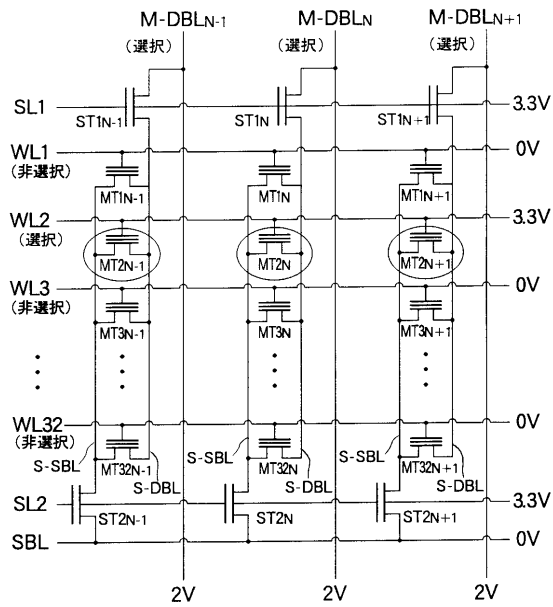 M-DBLN-1 M-DBLN M-DBLN+1
(選択) (選択) (選択)
SL1 3.3V
ST1N-1 ST1N ST1N+1
WL1 0V
(非選択)
MT1N-1 MT1N MT1N+1
WL2 3.3V
(選択)
MT2N-1 MT2N MT2N+1
WL3 0V
(非選択)
MT3N-1 MT3N MT3N+1
WL32 0V
(非選択)
MT32N-1 MT32N MT32N+1
S-SBL S-SBL S-SBL
S-DBL S-DBL S-DBL
SL2 3.3V
ST2N-1 ST2N ST2N+1
SBL 0V
2V 2V 2V